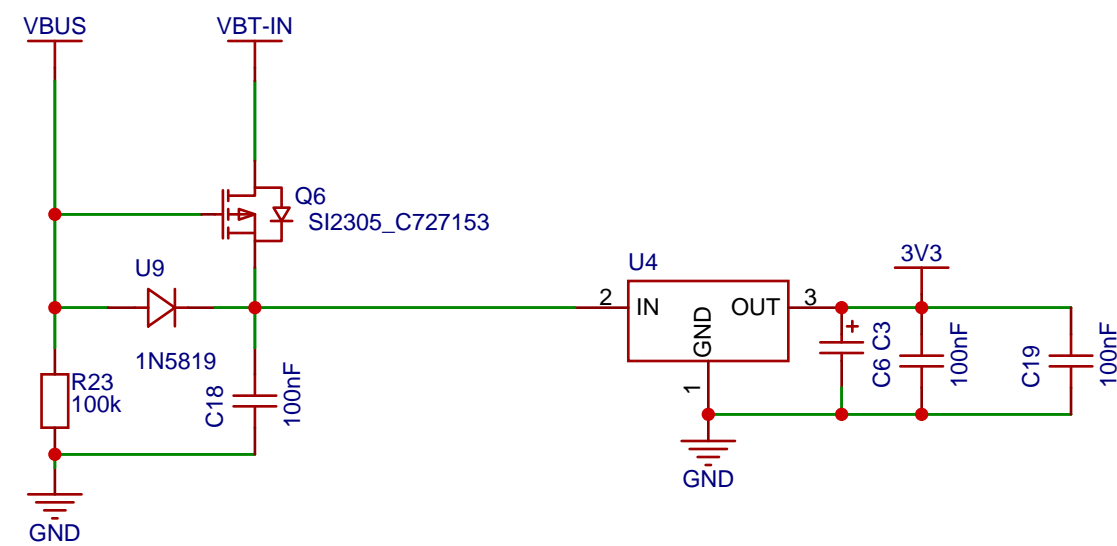 VBUS
VBT-IN
Q6
SI2305_C727153
U9
1N5819
R23
100k
C18
100nF
GND
U4
2
IN
OUT
3
GND
1
GND
3V3
C3
C6
100nF
C19
100nF